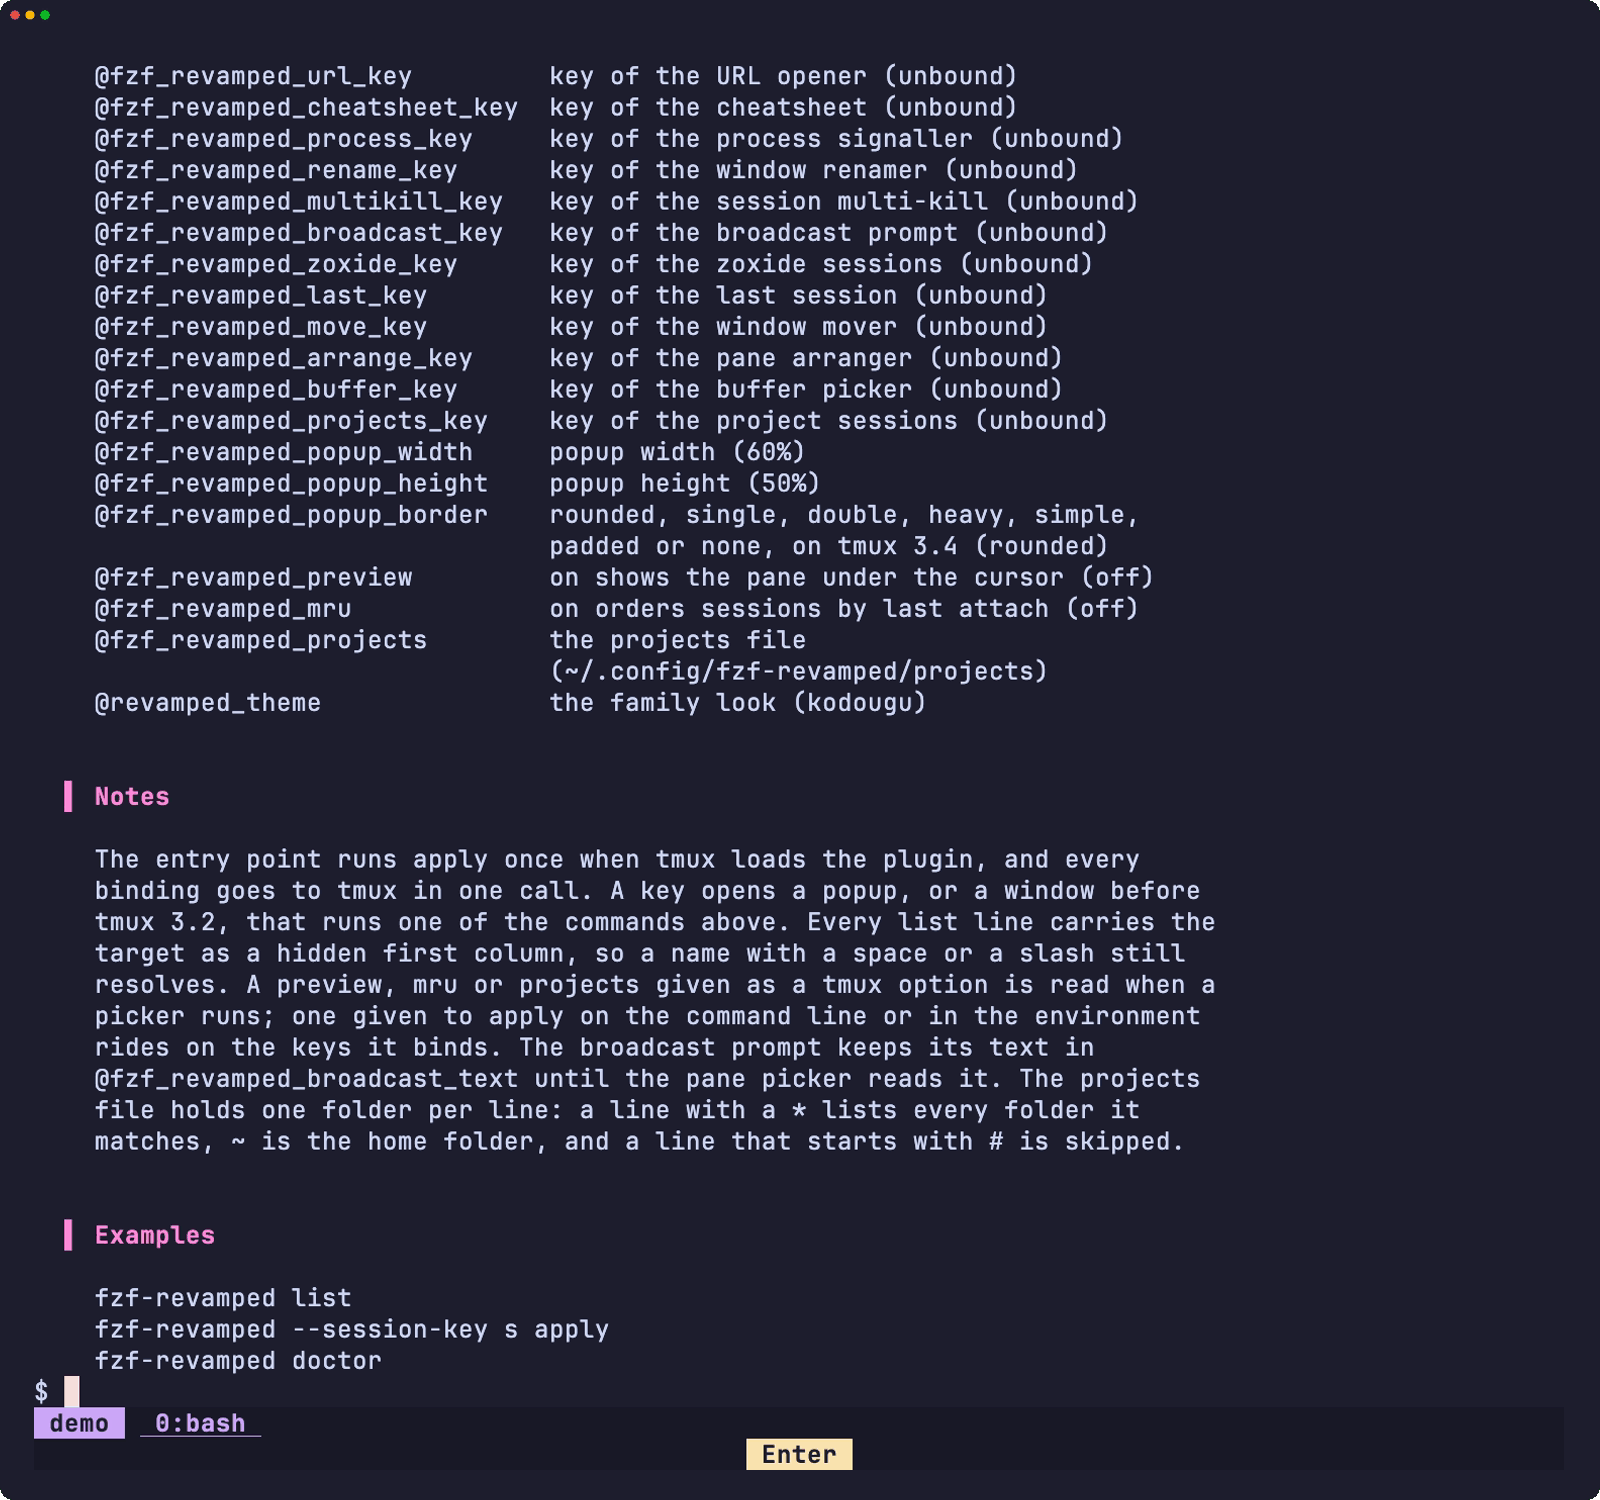 @fzf_revamped_url_key         key of the URL opener (unbound)
@fzf_revamped_cheatsheet_key  key of the cheatsheet (unbound)
@fzf_revamped_process_key     key of the process signaller (unbound)
@fzf_revamped_rename_key      key of the window renamer (unbound)
@fzf_revamped_multikill_key   key of the session multi-kill (unbound)
@fzf_revamped_broadcast_key   key of the broadcast prompt (unbound)
@fzf_revamped_zoxide_key      key of the zoxide sessions (unbound)
@fzf_revamped_last_key        key of the last session (unbound)
@fzf_revamped_move_key        key of the window mover (unbound)
@fzf_revamped_arrange_key     key of the pane arranger (unbound)
@fzf_revamped_buffer_key      key of the buffer picker (unbound)
@fzf_revamped_projects_key    key of the project sessions (unbound)
@fzf_revamped_popup_width     popup width (60%)
@fzf_revamped_popup_height    popup height (50%)
@fzf_revamped_popup_border    rounded, single, double, heavy, simple,
padded or none, on tmux 3.4 (rounded)
@fzf_revamped_preview         on shows the pane under the cursor (off)
@fzf_revamped_mru             on orders sessions by last attach (off)
@fzf_revamped_projects        the projects file
(~/.config/fzf-revamped/projects)
@revamped_theme               the family look (kodougu)
Notes
The entry point runs apply once when tmux loads the plugin, and every
binding goes to tmux in one call. A key opens a popup, or a window before
tmux 3.2, that runs one of the commands above. Every list line carries the
target as a hidden first column, so a name with a space or a slash still
resolves. A preview, mru or projects given as a tmux option is read when a
picker runs; one given to apply on the command line or in the environment
rides on the keys it binds. The broadcast prompt keeps its text in
@fzf_revamped_broadcast_text until the pane picker reads it. The projects
file holds one folder per line: a line with a * lists every folder it
matches, ~ is the home folder, and a line that starts with # is skipped.
Examples
fzf-revamped list
fzf-revamped --session-key s apply
fzf-revamped doctor
$
demo 0:bash
Enter